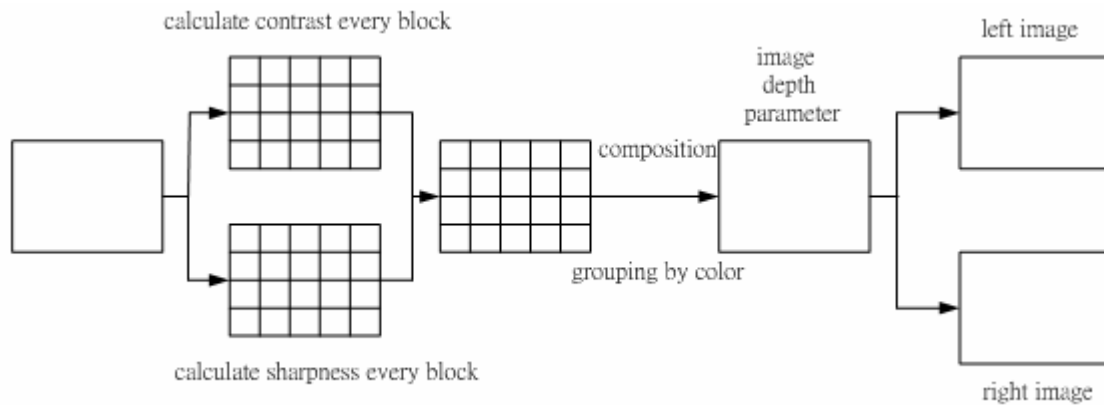 calculate contrast every block
left image
image
depth
parameter
composition
grouping by color
calculate sharpness every block
right image